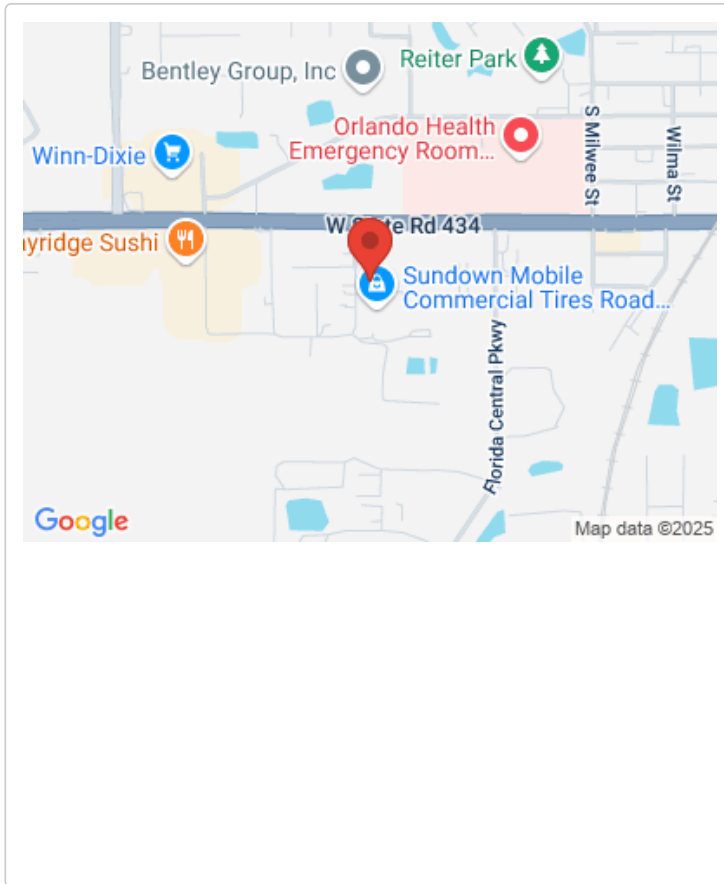 Bentley Group, Inc
Reiter Park
Orlando Health
Emergency Room...
S Milwee St
Wilma St
Winn-Dixie
W State Rd 434
ayridge Sushi
Sundown Mobile
Commercial Tires Road...
Florida Central Pkwy
Google
Map data ©2025